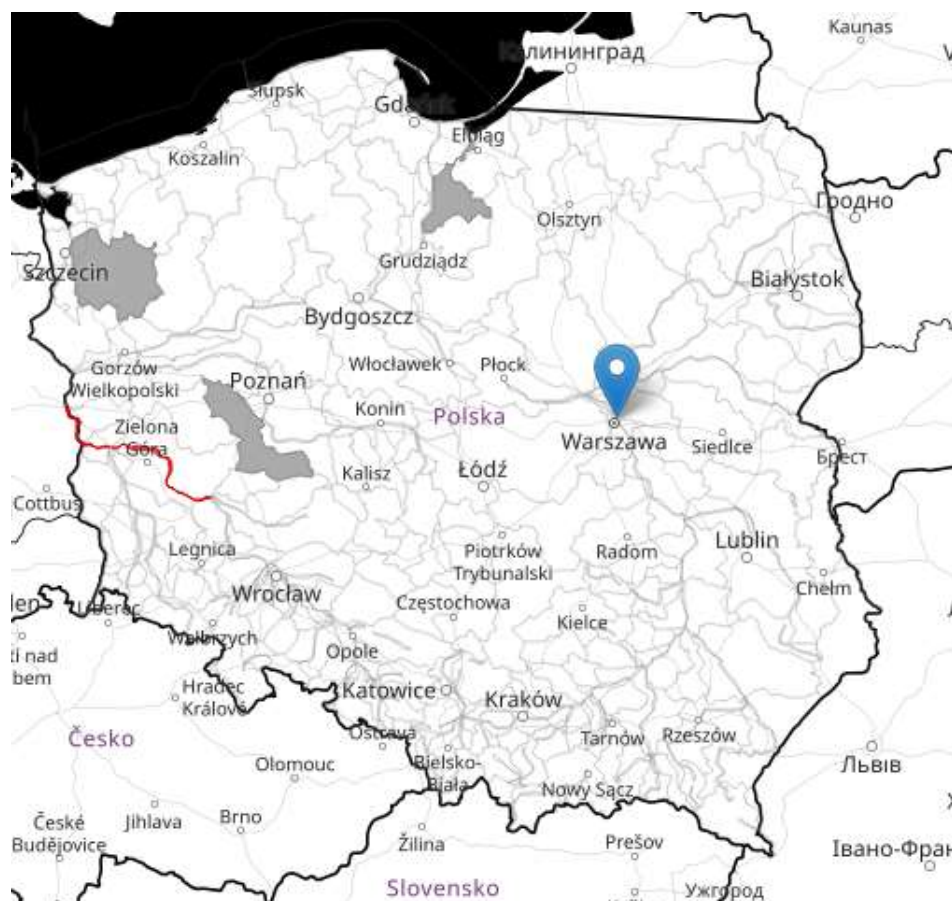 Kaunas
Калининград
Słupsk
Gdańsk
Elbląg
Koszalin
Гродно
Olsztyn
Szczecin
Grudziądz
Białystok
Bydgoszcz
Włocławek
Płock
Gorzów
Wielkopolski
Poznań
Konin
Polska
Zielona
Góra
Warszawa
Siedlce
Брест
Łódź
Kalisz
Cottbus
Legnica
Piotrków
Trybunalski
Radom
Lublin
Wrocław
Częstochowa
Chełm
Liberec
Kielce
Wałbrzych
Opole
Hradec
Králové
Katowice
Kraków
Česko
Ostrava
Tarnów
Rzeszów
Olomouc
Bielsko-
Biała
Nowy Sącz
Львів
České
Budějovice
Jihlava
Brno
Žilina
Prešov
Івано-Фран
Slovensko
Ужгород